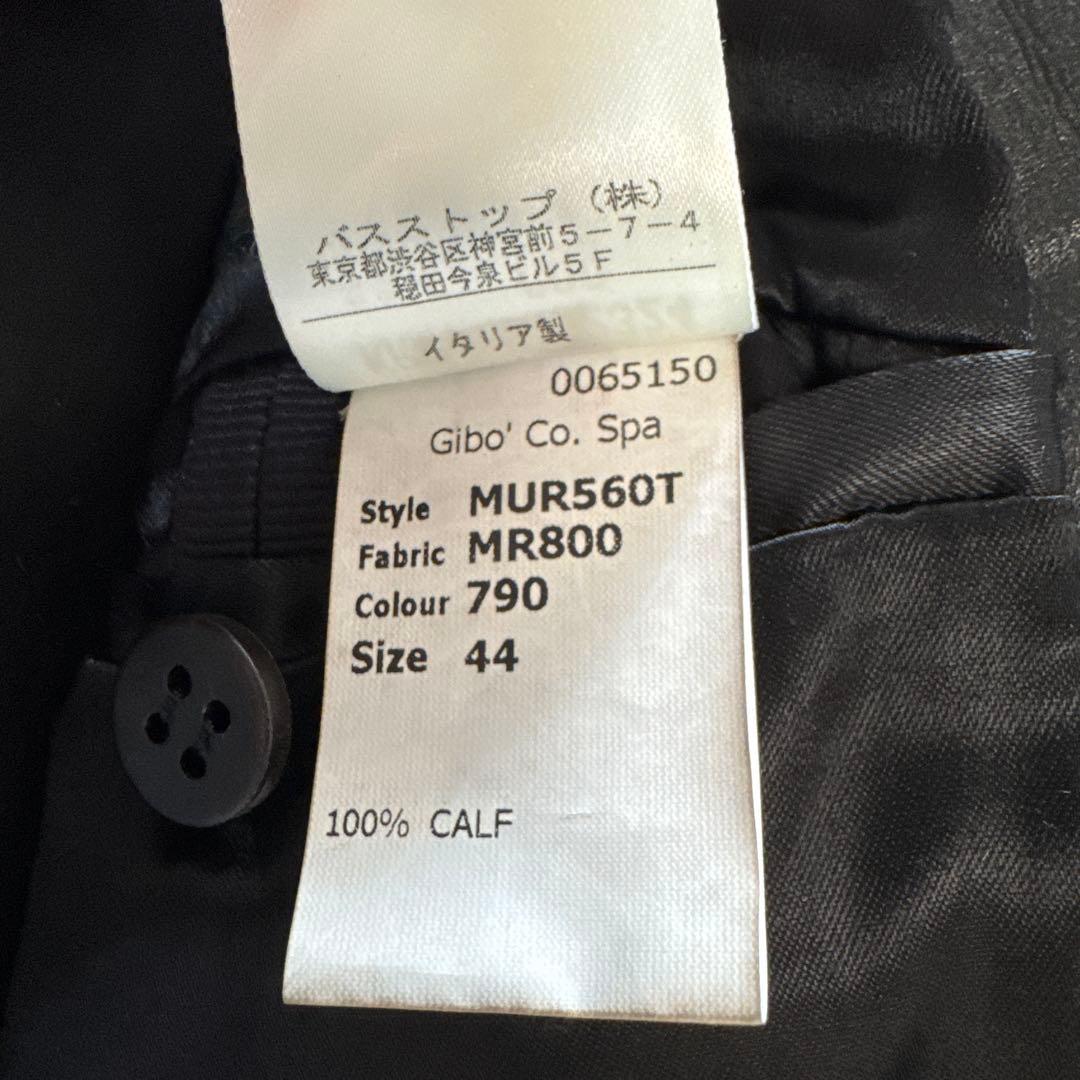 バスストップ（株）
東京都渋谷区神宮前5－7－4
穏田今泉ビル5F
イタリア製
0065150
Gibo' Co. Spa
Style MUR560T
Fabric MR800
Colour 790
Size 44
100% CALF